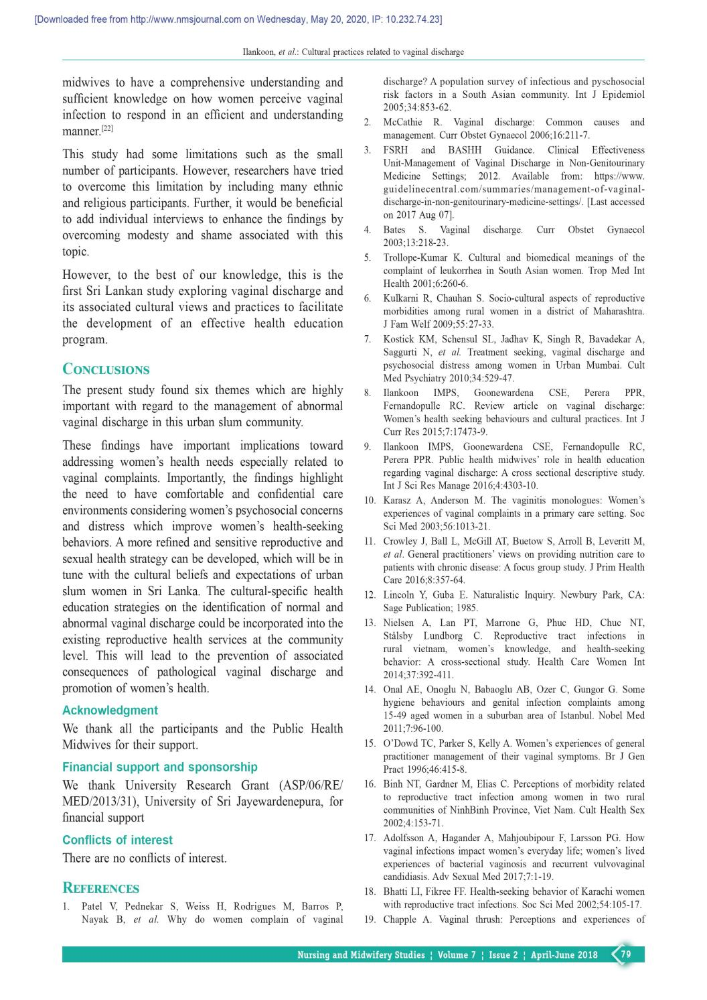 [Downloaded free from http://www.nmsjournal.com on Wednesday, May 20, 2020, IP: 10.232.74.23]
Ilankoon, et al.: Cultural practices related to vaginal discharge
midwives to have a comprehensive understanding and
sufficient knowledge on how women perceive vaginal
infection to respond in an efficient and understanding
manner.[22]
This study had some limitations such as the small
number of participants. However, researchers have tried
to overcome this limitation by including many ethnic
and religious participants. Further, it would be beneficial
to add individual interviews to enhance the findings by
overcoming modesty and shame associated with this
topic.
However, to the best of our knowledge, this is the
first Sri Lankan study exploring vaginal discharge and
its associated cultural views and practices to facilitate
the development of an effective health education
program.
CONCLUSIONS
The present study found six themes which are highly
important with regard to the management of abnormal
vaginal discharge in this urban slum community.
These findings have important implications toward
addressing women's health needs especially related to
vaginal complaints. Importantly, the findings highlight
the need to have comfortable and confidential care
environments considering women's psychosocial concerns
and distress which improve women's health-seeking
behaviors. A more refined and sensitive reproductive and
sexual health strategy can be developed, which will be in
tune with the cultural beliefs and expectations of urban
slum women in Sri Lanka. The cultural-specific health
education strategies on the identification of normal and
abnormal vaginal discharge could be incorporated into the
existing reproductive health services at the community
level. This will lead to the prevention of associated
consequences of pathological vaginal discharge and
promotion of women's health.
Acknowledgment
We thank all the participants and the Public Health
Midwives for their support.
Financial support and sponsorship
We thank University Research Grant (ASP/06/RE/
MED/2013/31), University of Sri Jayewardenepura, for
financial support
Conflicts of interest
There are no conflicts of interest.
REFERENCES
1. Patel V, Pednekar S, Weiss H, Rodrigues M, Barros P,
Nayak B, et al. Why do women complain of vaginal
discharge? A population survey of infectious and pyschosocial
risk factors in a South Asian community. Int J Epidemiol
2005;34:853-62.
2. McCathie R. Vaginal discharge: Common causes and
management. Curr Obstet Gynaecol 2006;16:211-7.
3. FSRH and BASHH Guidance. Clinical Effectiveness
Unit-Management of Vaginal Discharge in Non-Genitourinary
Medicine Settings; 2012. Available from: https://www.
guidelinecentral.com/summaries/management-of-vaginal-
discharge-in-non-genitourinary-medicine-settings/. [Last accessed
on 2017 Aug 07].
4. Bates S. Vaginal discharge. Curr Obstet Gynaecol
2003;13:218-23.
5. Trollope-Kumar K. Cultural and biomedical meanings of the
complaint of leukorrhea in South Asian women. Trop Med Int
Health 2001;6:260-6.
6. Kulkarni R, Chauhan S. Socio-cultural aspects of reproductive
morbidities among rural women in a district of Maharashtra.
J Fam Welf 2009;55:27-33.
7. Kostick KM, Schensul SL, Jadhav K, Singh R, Bavadekar A,
Saggurti N, et al. Treatment seeking, vaginal discharge and
psychosocial distress among women in Urban Mumbai. Cult
Med Psychiatry 2010;34:529-47.
8. Ilankoon IMPS, Goonewardena CSE, Perera PPR,
Fernandopulle RC. Review article on vaginal discharge:
Women's health seeking behaviours and cultural practices. Int J
Curr Res 2015;7:17473-9.
9. Ilankoon IMPS, Goonewardena CSE, Fernandopulle RC,
Perera PPR. Public health midwives' role in health education
regarding vaginal discharge: A cross sectional descriptive study.
Int J Sci Res Manage 2016;4:4303-10.
10. Karasz A, Anderson M. The vaginitis monologues: Women's
experiences of vaginal complaints in a primary care setting. Soc
Sci Med 2003;56:1013-21.
11. Crowley J, Ball L, McGill AT, Buetow S, Arroll B, Leveritt M,
et al. General practitioners' views on providing nutrition care to
patients with chronic disease: A focus group study. J Prim Health
Care 2016;8:357-64.
12. Lincoln Y, Guba E. Naturalistic Inquiry. Newbury Park, CA:
Sage Publication; 1985.
13. Nielsen A, Lan PT, Marrone G, Phuc HD, Chuc NT,
Stålsby Lundborg C. Reproductive tract infections in
rural vietnam, women's knowledge, and health-seeking
behavior: A cross-sectional study. Health Care Women Int
2014;37:392-411.
14. Onal AE, Onoglu N, Babaoglu AB, Ozer C, Gungor G. Some
hygiene behaviours and genital infection complaints among
15-49 aged women in a suburban area of Istanbul. Nobel Med
2011;7:96-100.
15. O'Dowd TC, Parker S, Kelly A. Women's experiences of general
practitioner management of their vaginal symptoms. Br J Gen
Pract 1996;46:415-8.
16. Binh NT, Gardner M, Elias C. Perceptions of morbidity related
to reproductive tract infection among women in two rural
communities of NinhBinh Province, Viet Nam. Cult Health Sex
2002;4:153-71.
17. Adolfsson A, Hagander A, Mahjoubipour F, Larsson PG. How
vaginal infections impact women's everyday life; women's lived
experiences of bacterial vaginosis and recurrent vulvovaginal
candidiasis. Adv Sexual Med 2017;7:1-19.
18. Bhatti LI, Fikree FF. Health-seeking behavior of Karachi women
with reproductive tract infections. Soc Sci Med 2002;54:105-17.
19. Chapple A. Vaginal thrush: Perceptions and experiences of
Nursing and Midwifery Studies ¦ Volume 7 ¦ Issue 2 ¦ April-June 2018 79